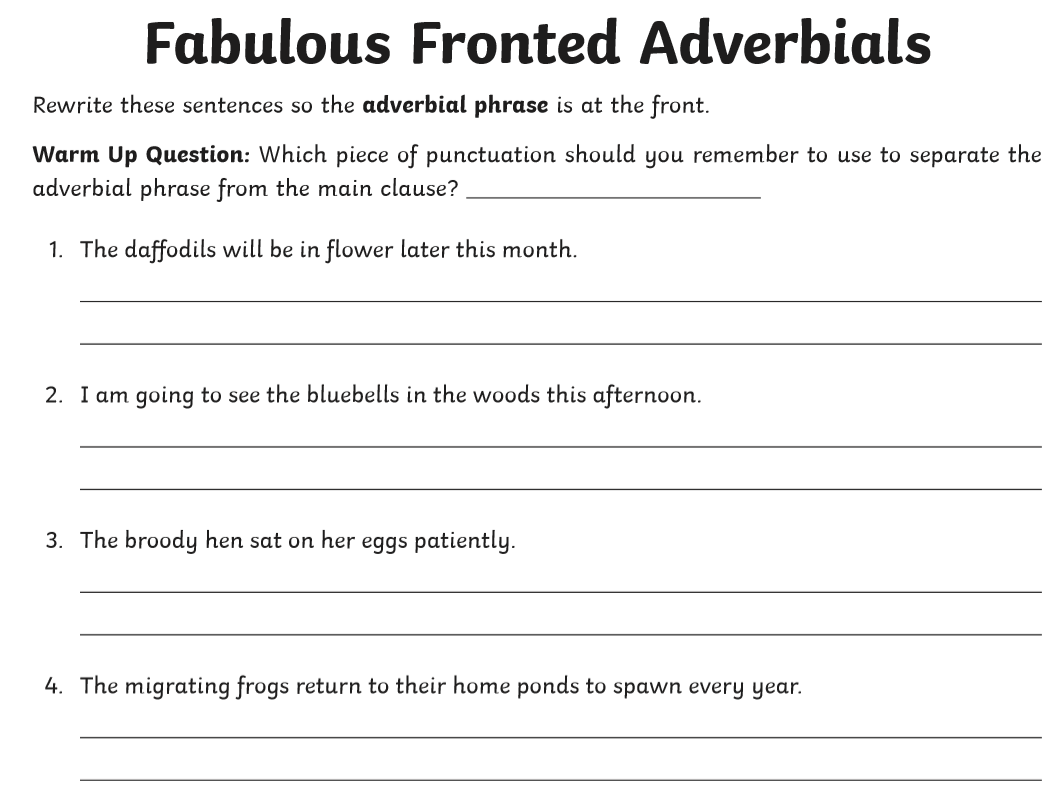 Fabulous Fronted Adverbials
Rewrite these sentences so the adverbial phrase is at the front.
Warm Up Question: Which piece of punctuation should you remember to use to separate the
adverbial phrase from the main clause? ____________________
1. The daffodils will be in flower later this month.
2. I am going to see the bluebells in the woods this afternoon.
3. The broody hen sat on her eggs patiently.
4. The migrating frogs return to their home ponds to spawn every year.